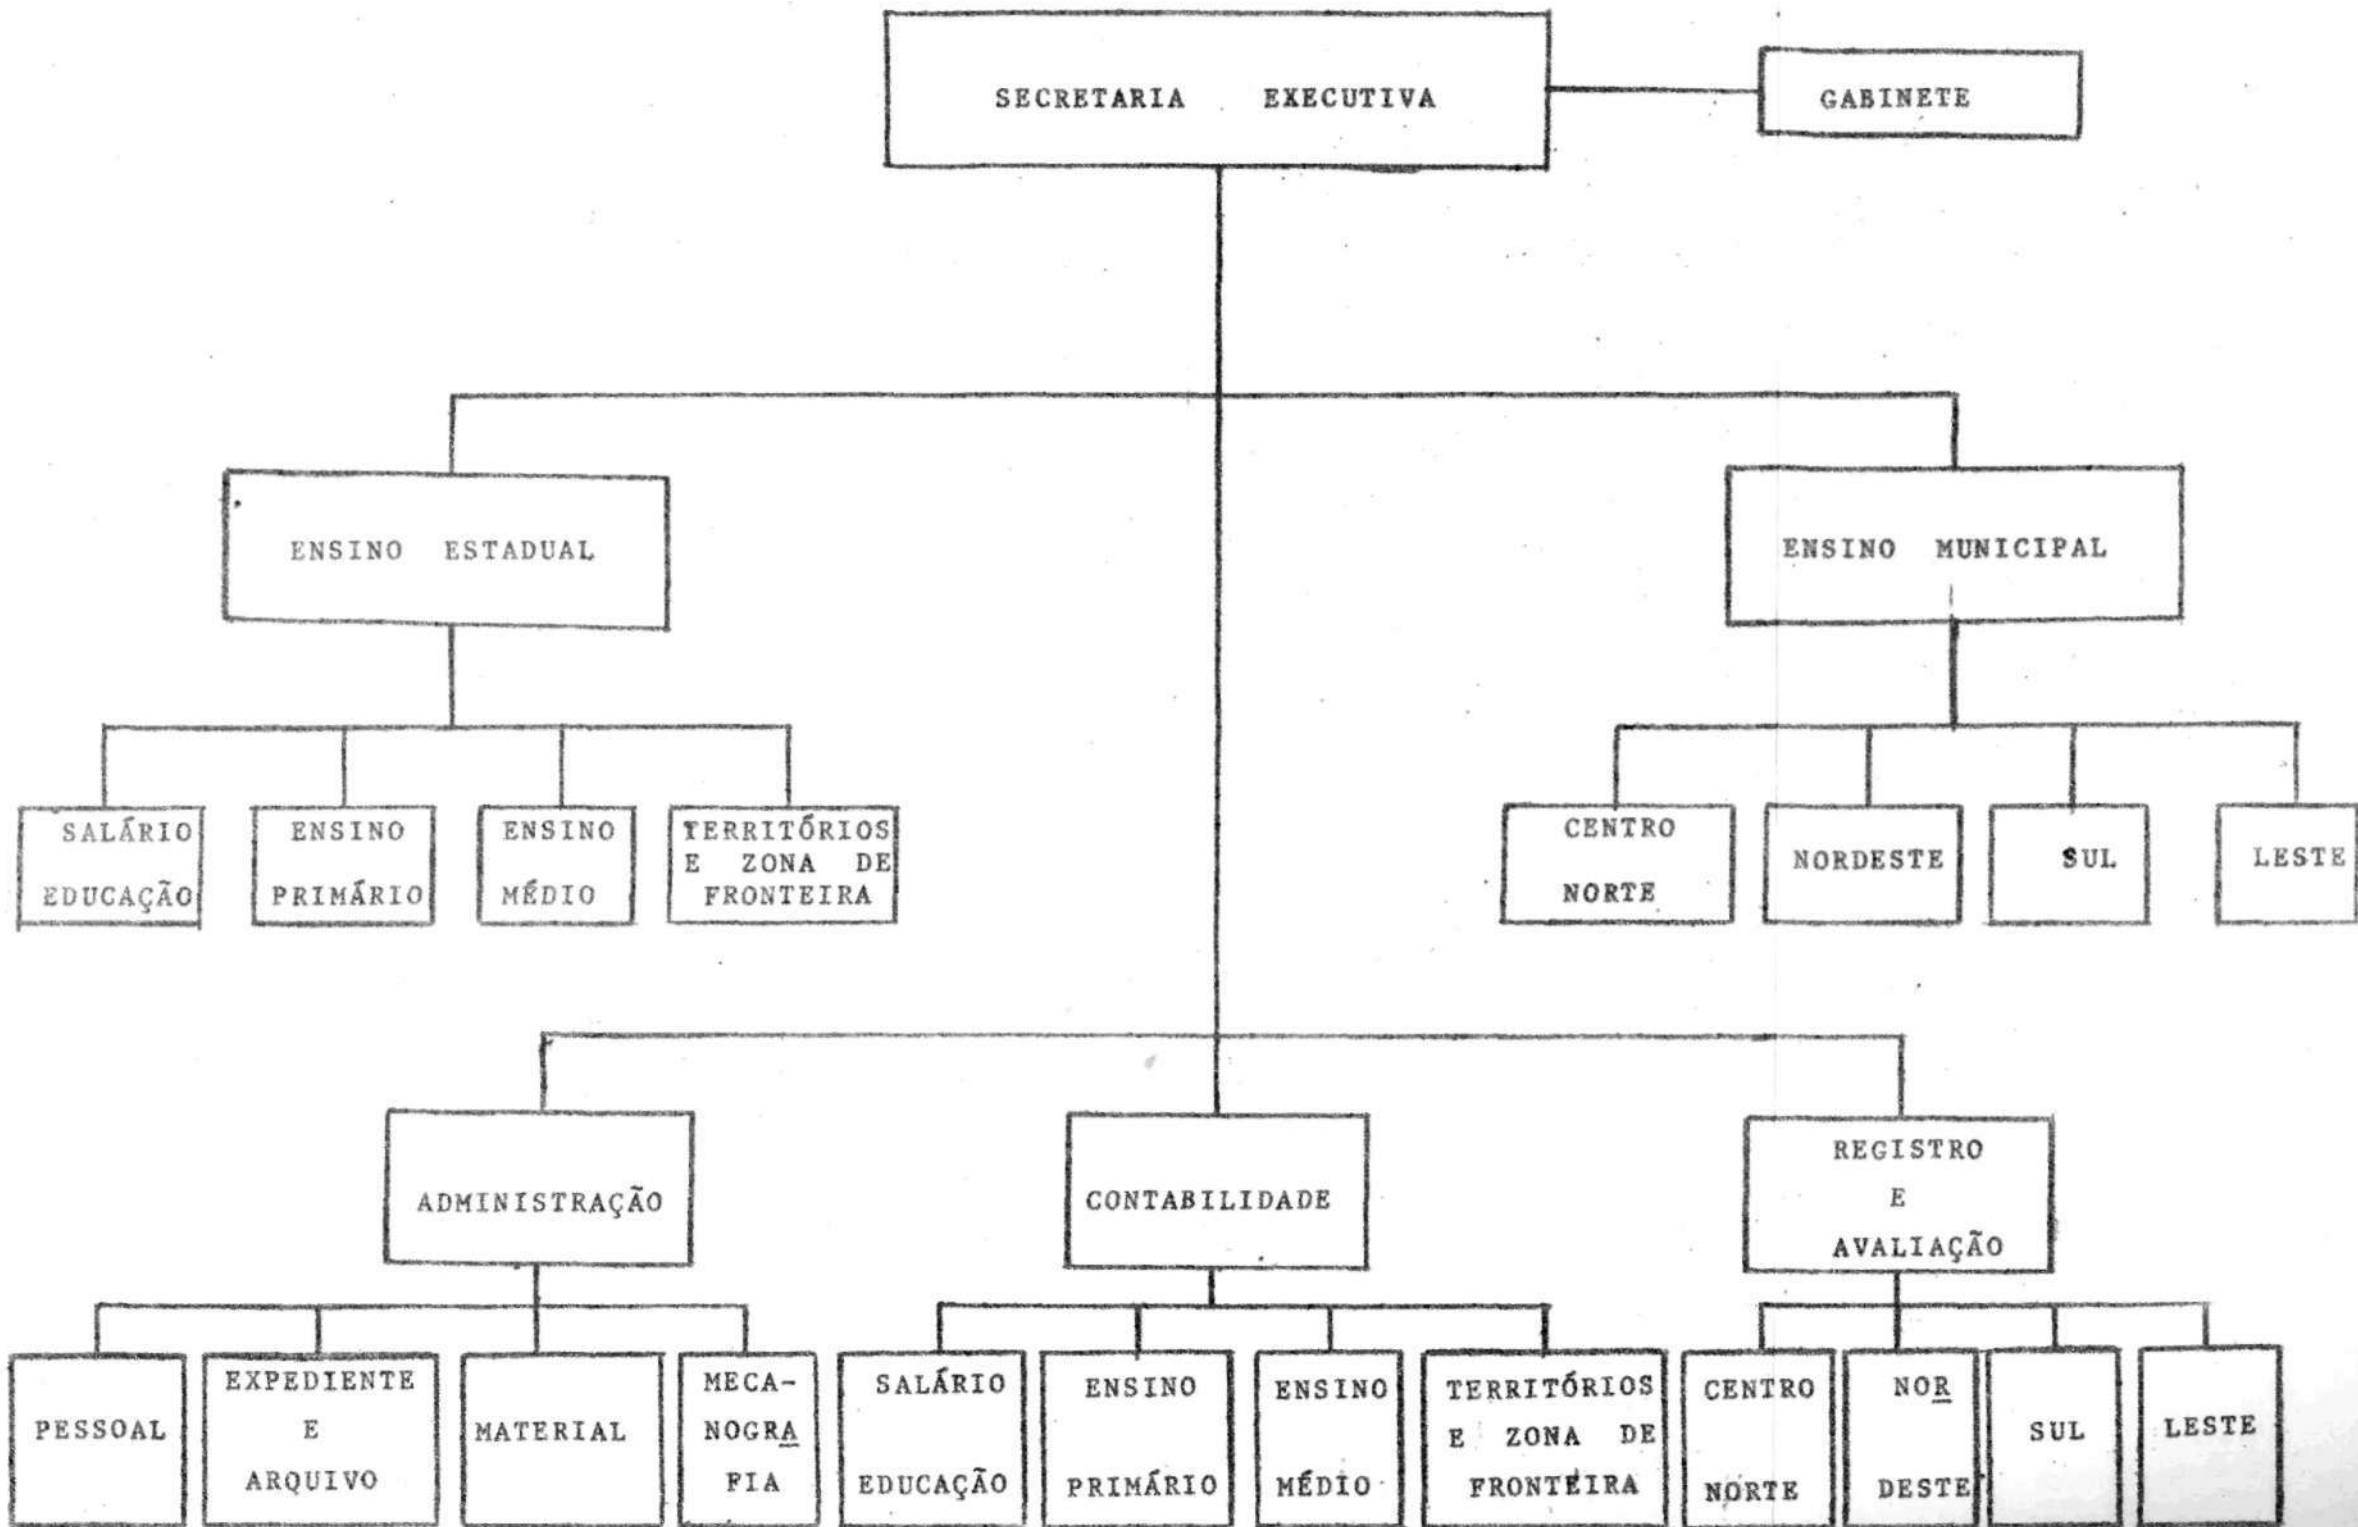 SECRETARIA EXECUTIVA
GABINETE
ENSINO ESTADUAL
ENSINO MUNICIPAL
SALÁRIO
EDUCAÇÃO
ENSINO
PRIMÁRIO
ENSINO
MÉDIO
TERRITÓRIOS
E ZONA DE
FRONTEIRA
CENTRO
NORTE
NORDESTE
SUL
LESTE
ADMINISTRAÇÃO
CONTABILIDADE
REGISTRO
E
AVALIAÇÃO
PESSOAL
EXPEDIENTE
E
ARQUIVO
MATERIAL
MECA-
NOGRA
FIA
SALÁRIO
EDUCAÇÃO
ENSINO
PRIMÁRIO
ENSINO
MÉDIO
TERRITÓRIOS
E ZONA DE
FRONTEIRA
CENTRO
NORTE
NOR
DESTE
SUL
LESTE